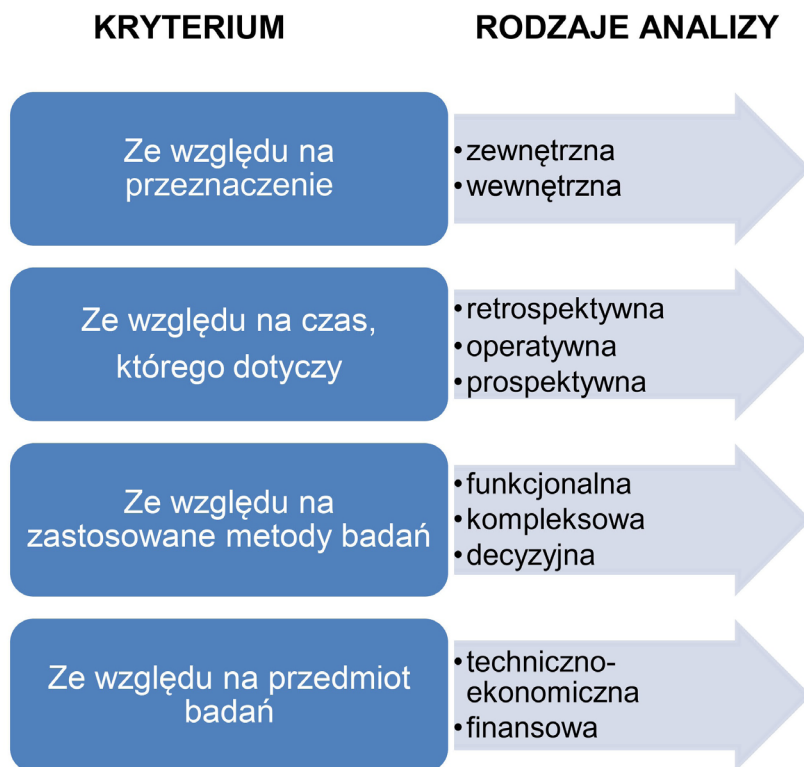 KRYTERIUM
RODZAJE ANALIZY
Ze względu na
przeznaczenie
•zewnętrzna
•wewnętrzna
Ze względu na czas,
którego dotyczy
•retrospektywna
•operatywna
•prospektywna
Ze względu na
zastosowane metody badań
•funkcjonalna
•kompleksowa
•decyzyjna
Ze względu na przedmiot
badań
•techniczno-
ekonomiczna
•finansowa